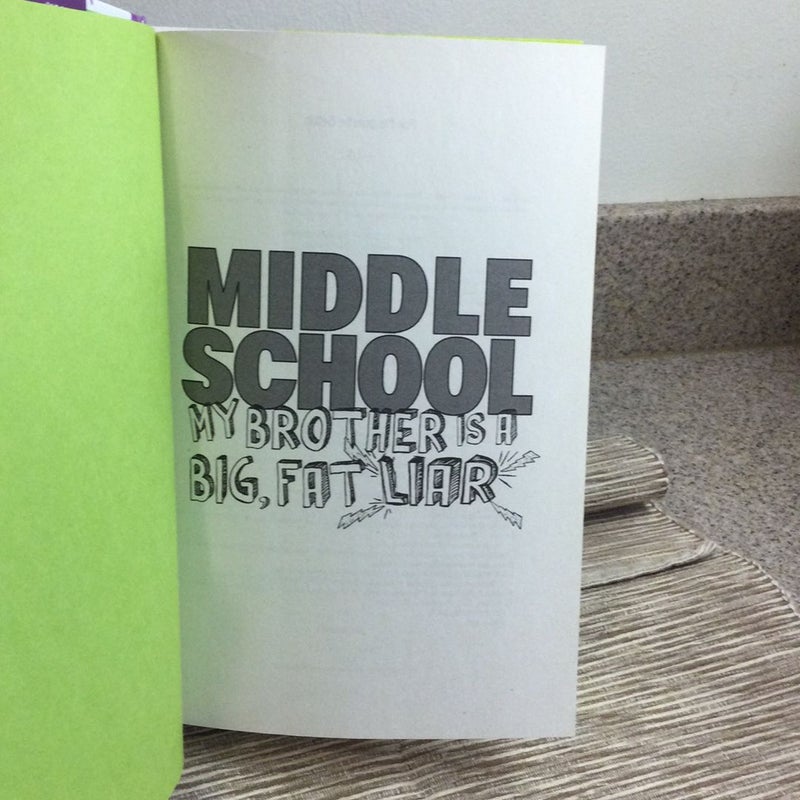 MIDDLE
SCHOOL
MY BROTHER IS A
BIG, FAT LIAR